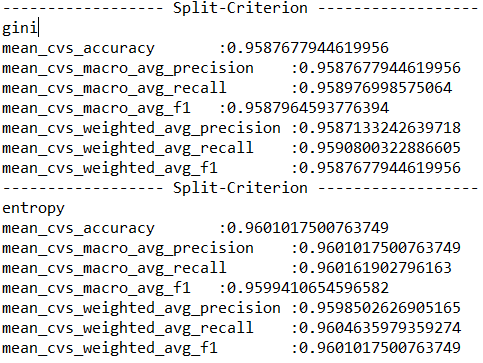 ------------------ Split-Criterion ------------------
gini
mean_cvs_accuracy :0.9587677944619956
mean_cvs_macro_avg_precision :0.9587677944619956
mean_cvs_macro_avg_recall :0.958976998575064
mean_cvs_macro_avg_f1 :0.9587964593776394
mean_cvs_weighted_avg_precision :0.9587133242639718
mean_cvs_weighted_avg_recall :0.9590800322886605
mean_cvs_weighted_avg_f1 :0.9587677944619956
------------------ Split-Criterion ------------------
entropy
mean_cvs_accuracy :0.9601017500763749
mean_cvs_macro_avg_precision :0.9601017500763749
mean_cvs_macro_avg_recall :0.960161902796163
mean_cvs_macro_avg_f1 :0.9599410654596582
mean_cvs_weighted_avg_precision :0.9598502626905165
mean_cvs_weighted_avg_recall :0.9604635979359274
mean_cvs_weighted_avg_f1 :0.9601017500763749